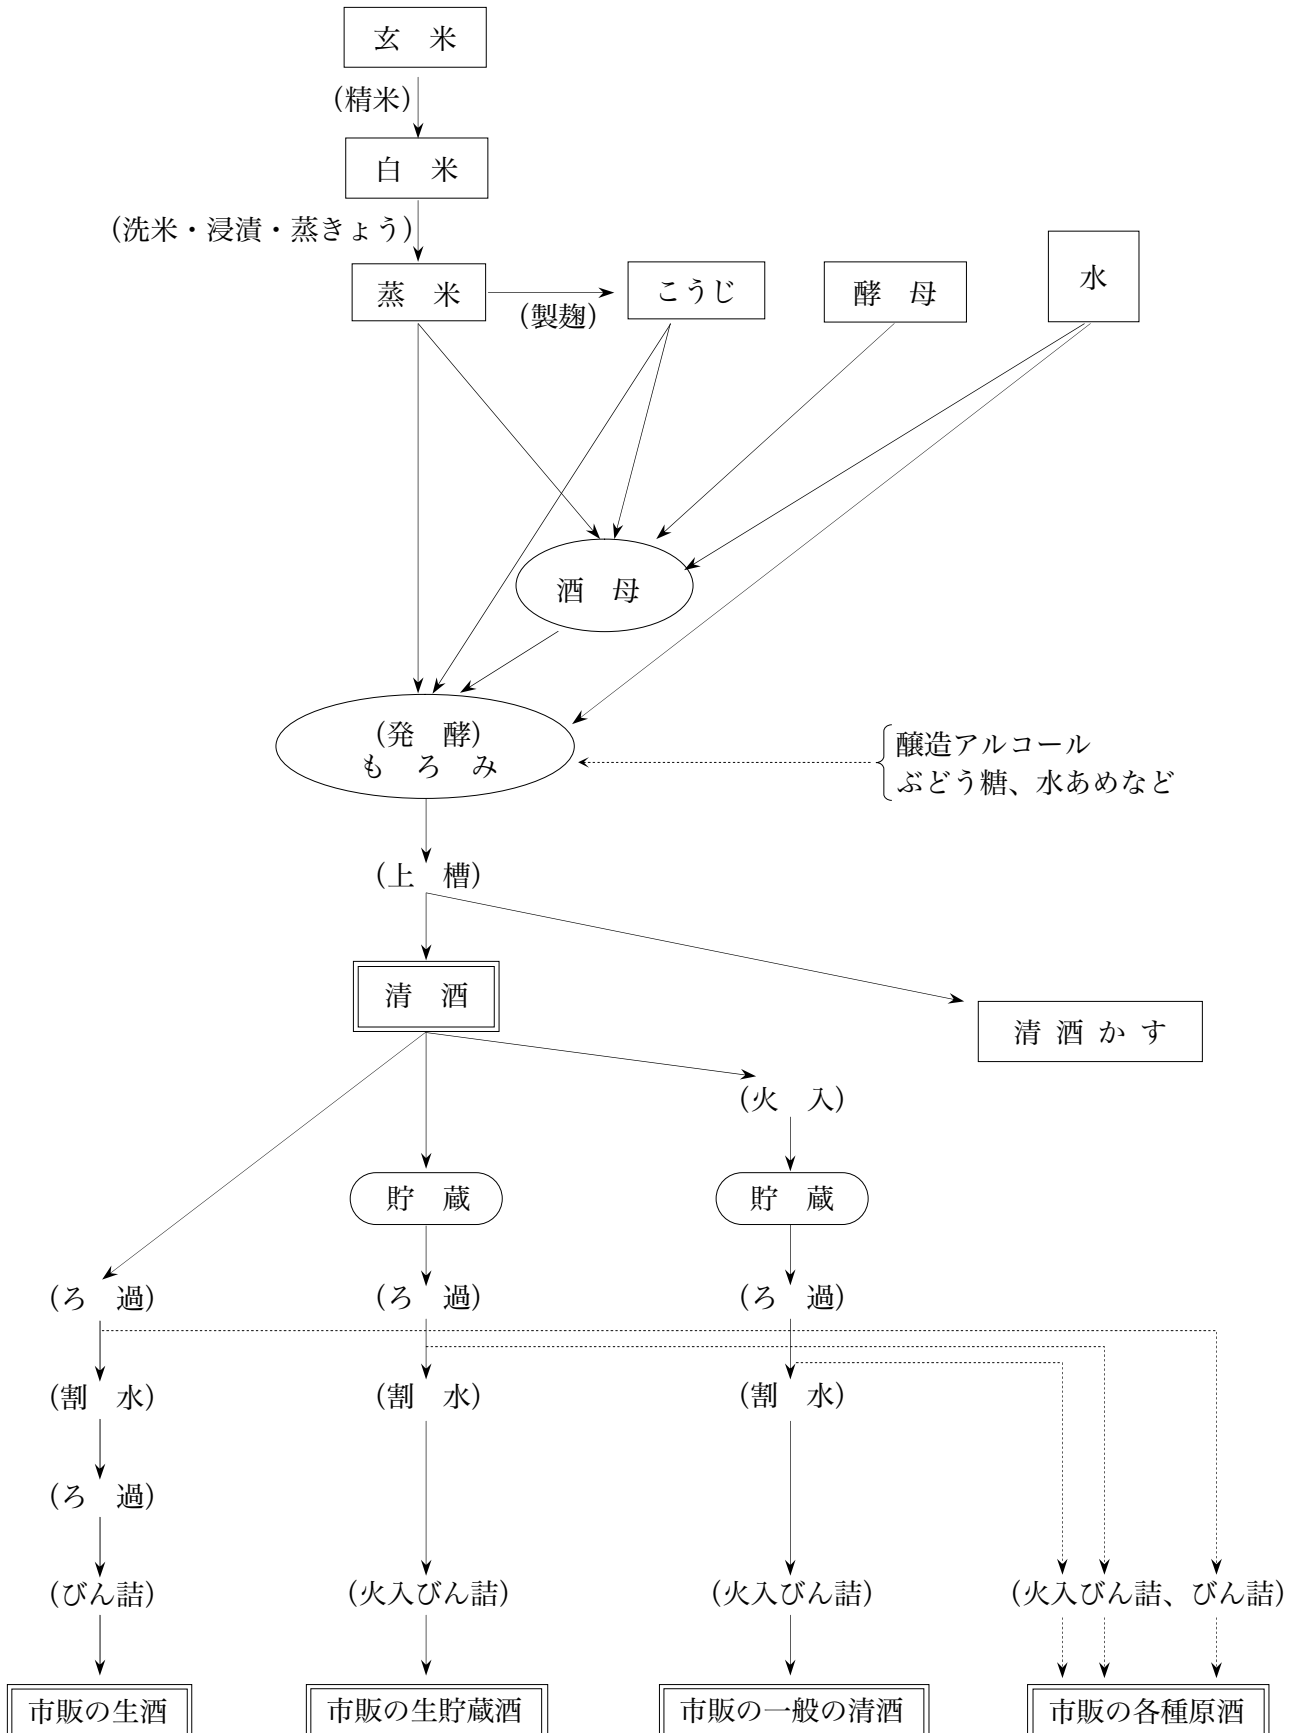 玄　米
(精米)
白　米
(洗米・浸漬・蒸きょう)
蒸　米
(製麹)
こうじ
酵　母
水
酒　母
(発　酵)
も　ろ　み
醸造アルコール
ぶどう糖、水あめなど
(上　槽)
清　酒
清 酒 か す
(火　入)
貯　蔵
貯　蔵
(ろ　過)
(ろ　過)
(ろ　過)
(割　水)
(割　水)
(割　水)
(ろ　過)
(びん詰)
(火入びん詰)
(火入びん詰)
(火入びん詰、びん詰)
市販の生酒
市販の生貯蔵酒
市販の一般の清酒
市販の各種原酒